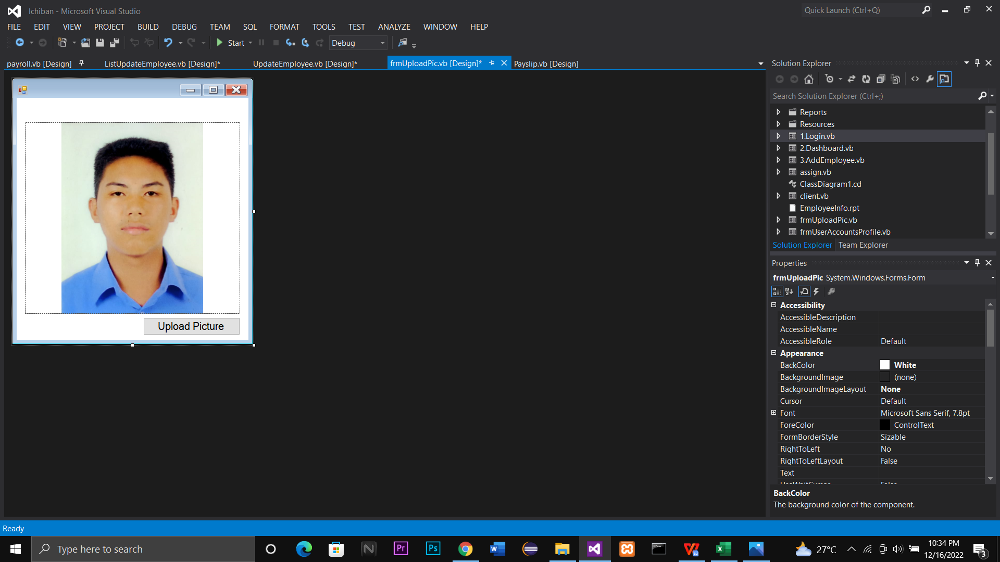 Ichiban - Microsoft Visual Studio
Quick Launch (Ctrl+Q)
FILE EDIT VIEW PROJECT BUILD DEBUG TEAM SQL FORMAT TOOLS TEST ANALYZE WINDOW HELP
Start Debug
payroll.vb [Design] ListUpdateEmployee.vb [Design]* UpdateEmployee.vb [Design]* frmUploadPic.vb [Design]* Payslip.vb [Design]
Upload Picture
Solution Explorer
Search Solution Explorer (Ctrl+;)
Reports
Resources
1.Login.vb
2.Dashboard.vb
3.AddEmployee.vb
assign.vb
ClassDiagram1.cd
client.vb
EmployeeInfo.rpt
frmUploadPic.vb
frmUserAccountsProfile.vb
Solution Explorer Team Explorer
Properties
frmUploadPic System.Windows.Forms.Form
Accessibility
AccessibleDescription
AccessibleName
AccessibleRole Default
Appearance
BackColor White
BackgroundImage (none)
BackgroundImageLayout None
Cursor Default
Font Microsoft Sans Serif, 7.8pt
ForeColor ControlText
FormBorderStyle Sizable
RightToLeft No
RightToLeftLayout False
Text
BackColor
The background color of the component.
Ready
Type here to search
N
Pr
Ps
27°C
10:34 PM
12/16/2022
3